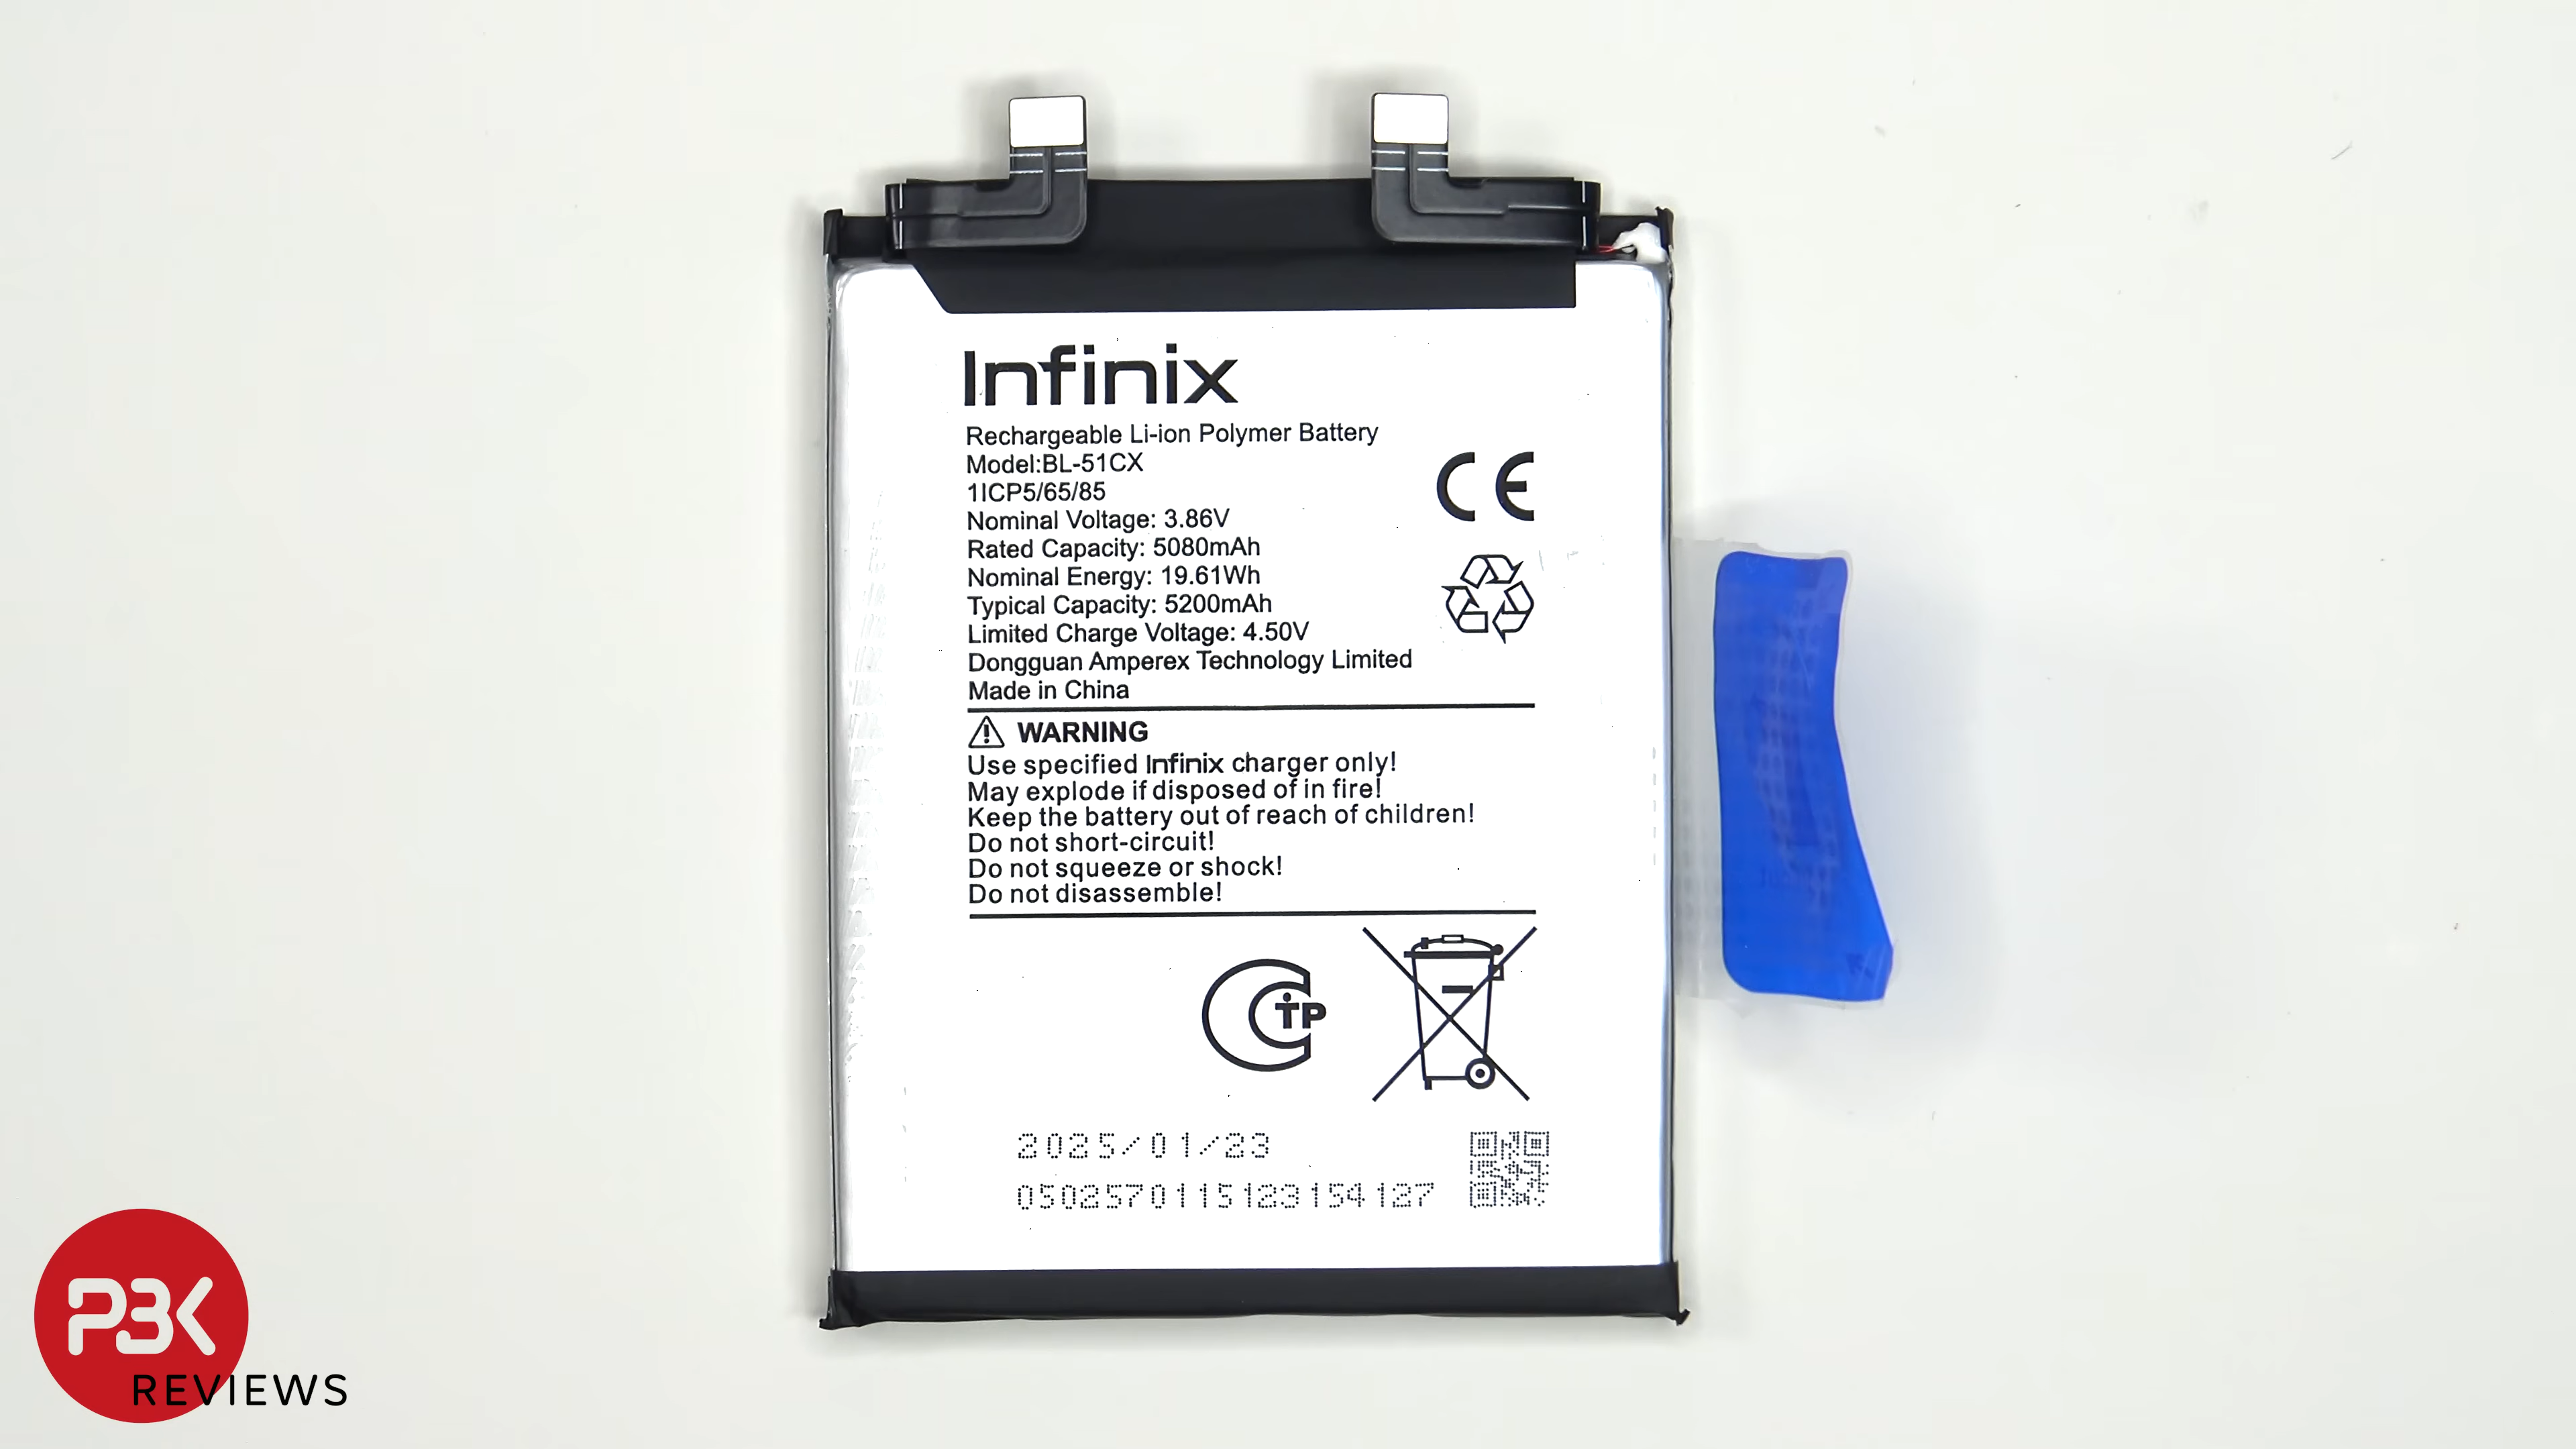 Infinix
Rechargeable Li-ion Polymer Battery
Model:BL-51CX
1ICP5/65/85
Nominal Voltage: 3.86V
Rated Capacity: 5080mAh
Nominal Energy: 19.61Wh
Typical Capacity: 5200mAh
Limited Charge Voltage: 4.50V
Dongguan Amperex Technology Limited
Made in China
CE
WARNING
Use specified Infinix charger only!
May explode if disposed of in fire!
Keep the battery out of reach of children!
Do not short-circuit!
Do not squeeze or shock!
Do not disassemble!
CTP
2025/01/23
0502570115123154127
PBK
REVIEWS